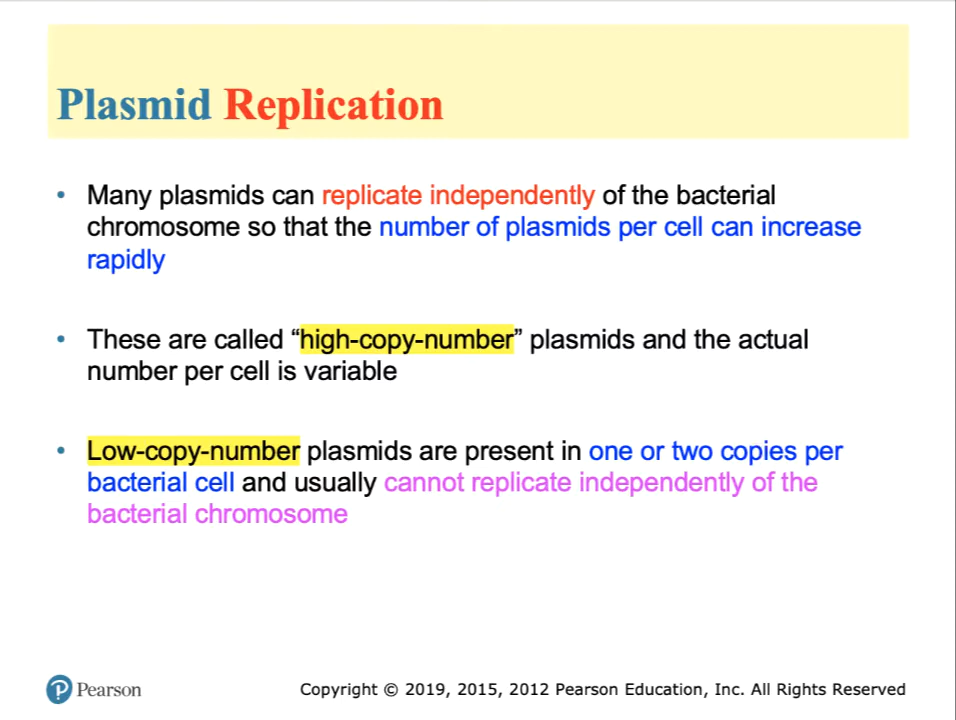 Plasmid Replication
• Many plasmids can replicate independently of the bacterial
chromosome so that the number of plasmids per cell can increase
rapidly
• These are called “high-copy-number” plasmids and the actual
number per cell is variable
• Low-copy-number plasmids are present in one or two copies per
bacterial cell and usually cannot replicate independently of the
bacterial chromosome
P Pearson
Copyright © 2019, 2015, 2012 Pearson Education, Inc. All Rights Reserved